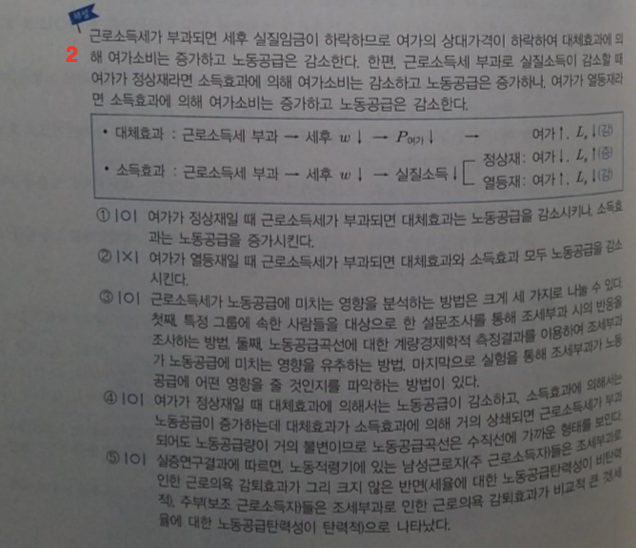 해설
2
근로소득세가 부과되면 세후 실질임금이 하락하므로 여가의 상대가격이 하락하여 대체효과에 의
해 여가소비는 증가하고 노동공급은 감소한다. 한편, 근로소득세 부과로 실질소득이 감소할 때
여가가 정상재라면 소득효과에 의해 여가소비는 감소하고 노동공급은 증가하나, 여가가 열등재라
면 소득효과에 의해 여가소비는 증가하고 노동공급은 감소한다.
• 대체효과 : 근로소득세 부과 → 세후 w↓ → P여가↓ → 여가↑, Ls↓(감)
• 소득효과 : 근로소득세 부과 → 세후 w↓ → 실질소득↓ 정상재: 여가↓, Ls↑(증)
열등재: 여가↑, Ls↓(감)
① |O| 여가가 정상재일 때 근로소득세가 부과되면 대체효과는 노동공급을 감소시키나, 소득효
과는 노동공급을 증가시킨다.
② |X| 여가가 열등재일 때 근로소득세가 부과되면 대체효과와 소득효과 모두 노동공급을 감소
시킨다.
③ |O| 근로소득세가 노동공급에 미치는 영향을 분석하는 방법은 크게 세 가지로 나눌 수 있다.
첫째, 특정 그룹에 속한 사람들을 대상으로 한 설문조사를 통해 조세부과 시의 반응을
조사하는 방법, 둘째, 노동공급곡선에 대한 계량경제학적 측정결과를 이용하여 조세부과
가 노동공급에 미치는 영향을 유추하는 방법, 마지막으로 실험을 통해 조세부과가 노동
공급에 어떤 영향을 줄 것인지를 파악하는 방법이 있다.
④ |O| 여가가 정상재일 때 대체효과에 의해서는 노동공급이 감소하고, 소득효과에 의해서는
노동공급이 증가하는데 대체효과가 소득효과에 의해 거의 상쇄되면 근로소득세가 부과
되어도 노동공급량이 거의 불변이므로 노동공급곡선은 수직선에 가까운 형태를 보인다.
⑤ |O| 실증연구결과에 따르면, 노동적령기에 있는 남성근로자(주 근로소득자)들은 조세부과로
인한 근로의욕 감퇴효과가 그리 크지 않은 반면(세율에 대한 노동공급탄력성이 비탄력
적), 주부(보조 근로소득자)들은 조세부과로 인한 근로의욕 감퇴효과가 비교적 큰 것(세
율에 대한 노동공급탄력성이 탄력적)으로 나타났다.